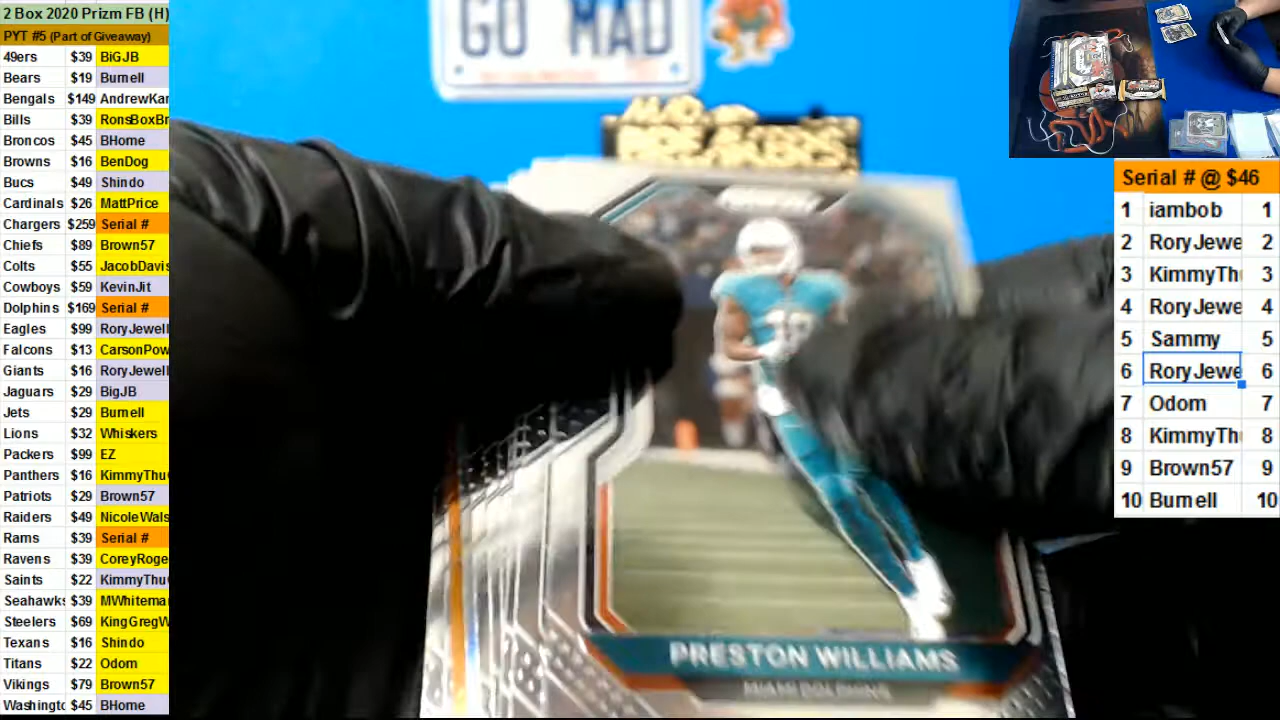 2 Box 2020 Prizm FB (H)
PYT #5 (Part of Giveaway)
49ers $39 BiGJB
Bears $19 Burnell
Bengals $149 AndrewKar
Bills $39 RonsBoxBr
Broncos $45 BHome
Browns $16 BenDog
Bucs $49 Shindo
Cardinals $26 MattPrice
Chargers $259 Serial #
Chiefs $89 Brown57
Colts $55 JacobDavis
Cowboys $59 KevinJit
Dolphins $169 Serial #
Eagles $99 RoryJewell
Falcons $13 CarsonPow
Giants $16 RoryJewell
Jaguars $29 BigJB
Jets $29 Burnell
Lions $32 Whiskers
Packers $99 EZ
Panthers $16 KimmyThu
Patriots $29 Brown57
Raiders $49 NicoleWals
Rams $39 Serial #
Ravens $39 CoreyRoge
Saints $22 KimmyThu
Seahawks $39 MWhitema
Steelers $69 KingGregW
Texans $16 Shindo
Titans $22 Odom
Vikings $79 Brown57
Washingto $45 BHome
GO MAD
BREAKERS
PRESTON WILLIAMS
MIAMI DOLPHINS
Serial # @ $46
1 iambob 1
2 RoryJewe 2
3 KimmyTh 3
4 RoryJewe 4
5 Sammy 5
6 RoryJewe 6
7 Odom 7
8 KimmyTh 8
9 Brown57 9
10 Burnell 10